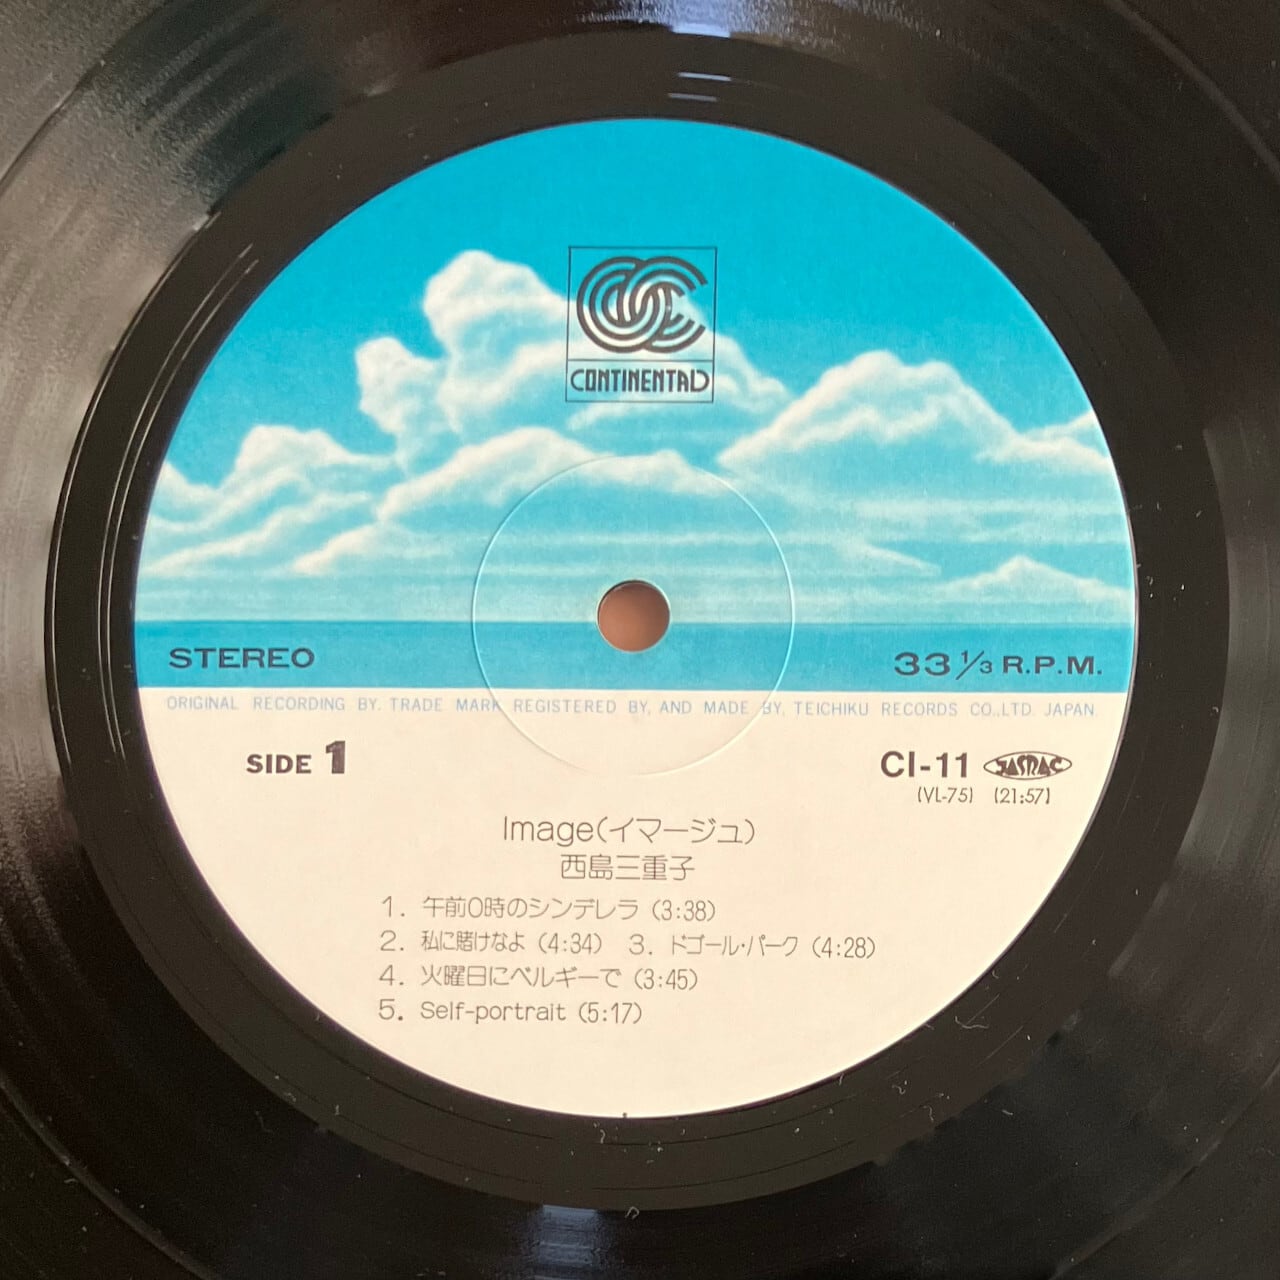 CONTINENTAL
STEREO
33 1/3 R.P.M.
ORIGINAL RECORDING BY, TRADE MARK REGISTERED BY, AND MADE BY, TEICHIKU RECORDS CO.,LTD. JAPAN.
SIDE 1
CI-11 JASRAC
(VL-75) (21:57)
Image(イマージュ)
西島三重子
1. 午前0時のシンデレラ (3:38)
2. 私に賭けなよ (4:34) 3. ドゴール・パーク (4:28)
4. 火曜日にベルギーで (3:45)
5. Self-portrait (5:17)